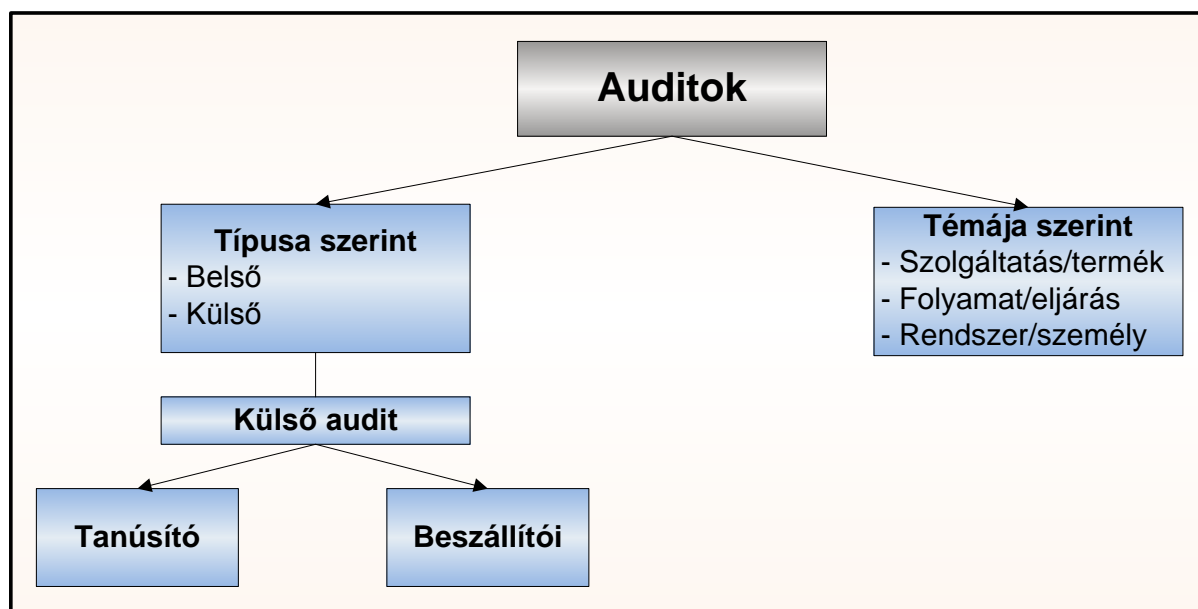 Auditok
Típusa szerint
- Belső
- Külső
Témája szerint
- Szolgáltatás/termék
- Folyamat/eljárás
- Rendszer/személy
Külső audit
Tanúsító
Beszállítói